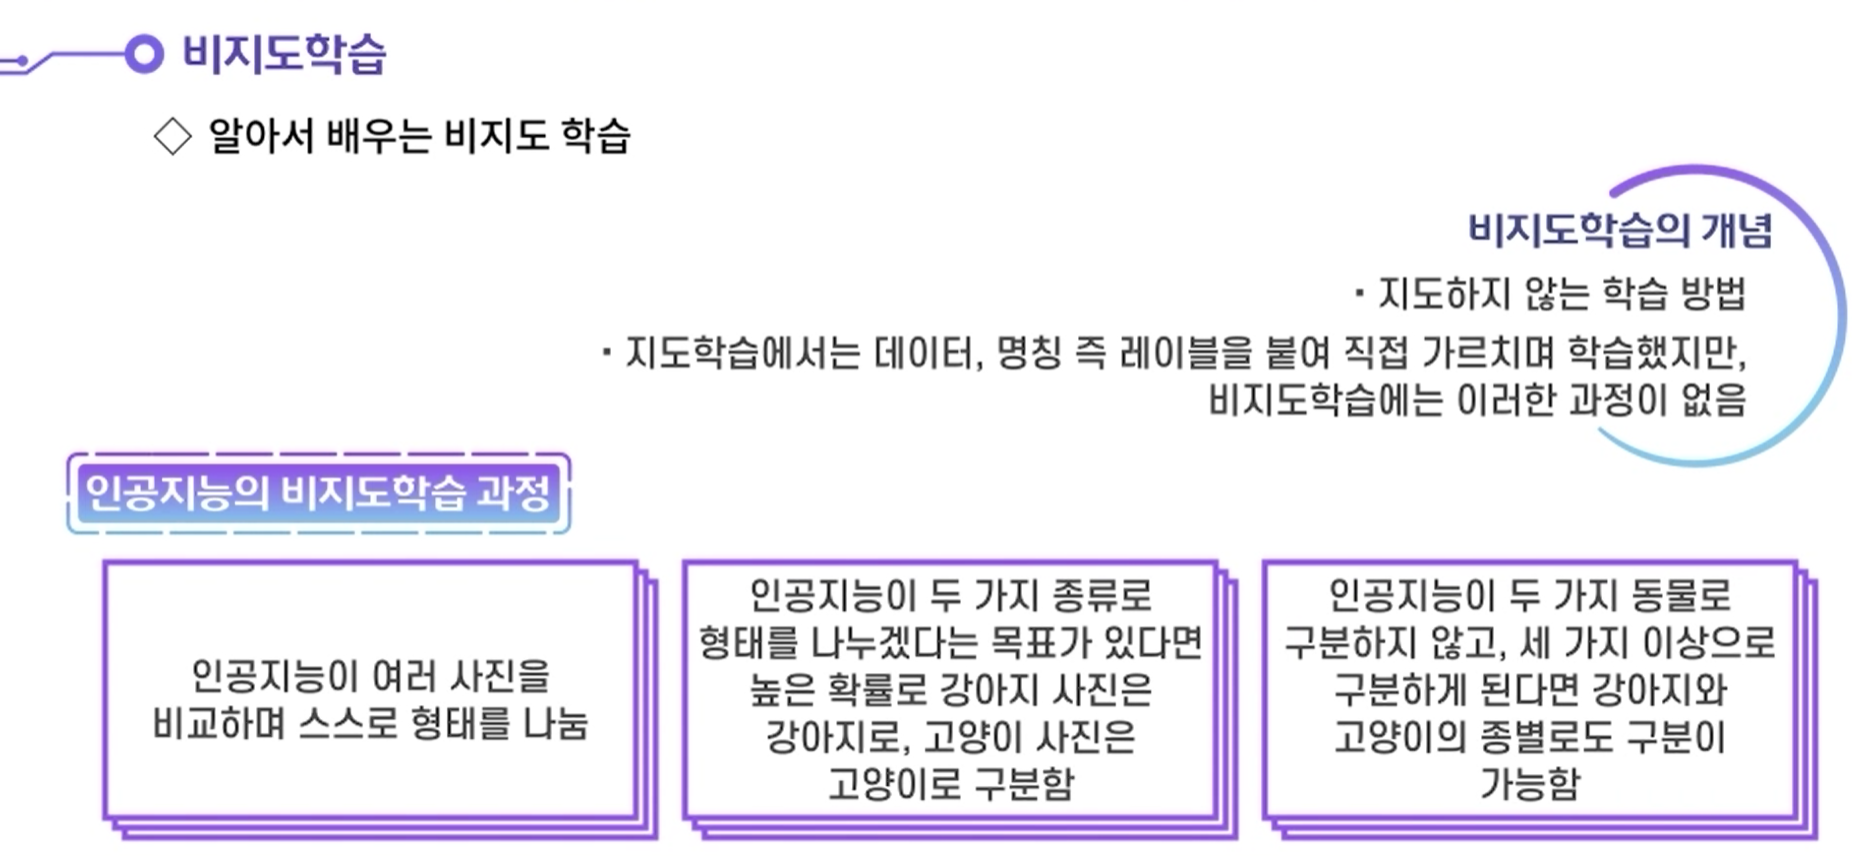 비지도학습
◇ 알아서 배우는 비지도 학습
비지도학습의 개념
· 지도하지 않는 학습 방법
· 지도학습에서는 데이터, 명칭 즉 레이블을 붙여 직접 가르치며 학습했지만,
비지도학습에는 이러한 과정이 없음
인공지능의 비지도학습 과정
인공지능이 여러 사진을
비교하며 스스로 형태를 나눔
인공지능이 두 가지 종류로
형태를 나누겠다는 목표가 있다면
높은 확률로 강아지 사진은
강아지로, 고양이 사진은
고양이로 구분함
인공지능이 두 가지 동물로
구분하지 않고, 세 가지 이상으로
구분하게 된다면 강아지와
고양이의 종별로도 구분이
가능함